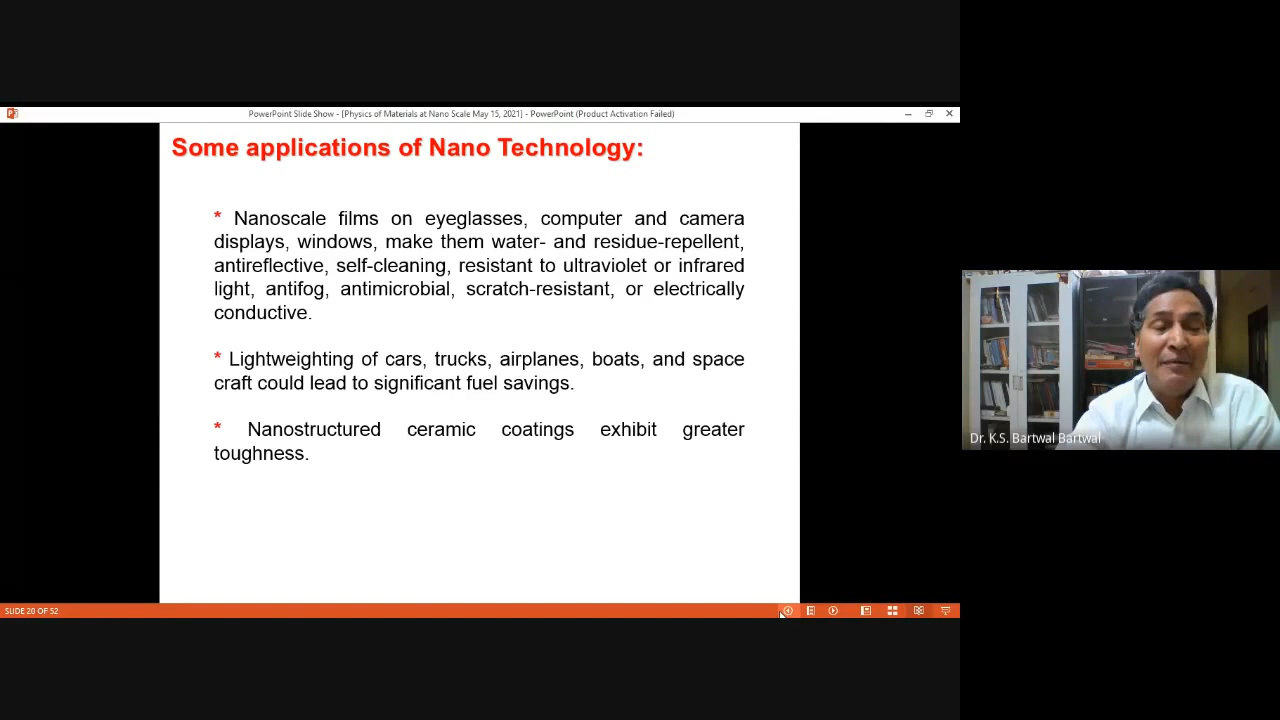 PowerPoint Slide Show - [Physics of Materials at Nano Scale May 15, 2021] - PowerPoint (Product Activation Failed)
Some applications of Nano Technology:
* Nanoscale films on eyeglasses, computer and camera
displays, windows, make them water- and residue-repellent,
antireflective, self-cleaning, resistant to ultraviolet or infrared
light, antifog, antimicrobial, scratch-resistant, or electrically
conductive.
* Lightweighting of cars, trucks, airplanes, boats, and space
craft could lead to significant fuel savings.
* Nanostructured ceramic coatings exhibit greater
toughness.
Dr. K.S. Bartwal Bartwal
SLIDE 20 OF 52